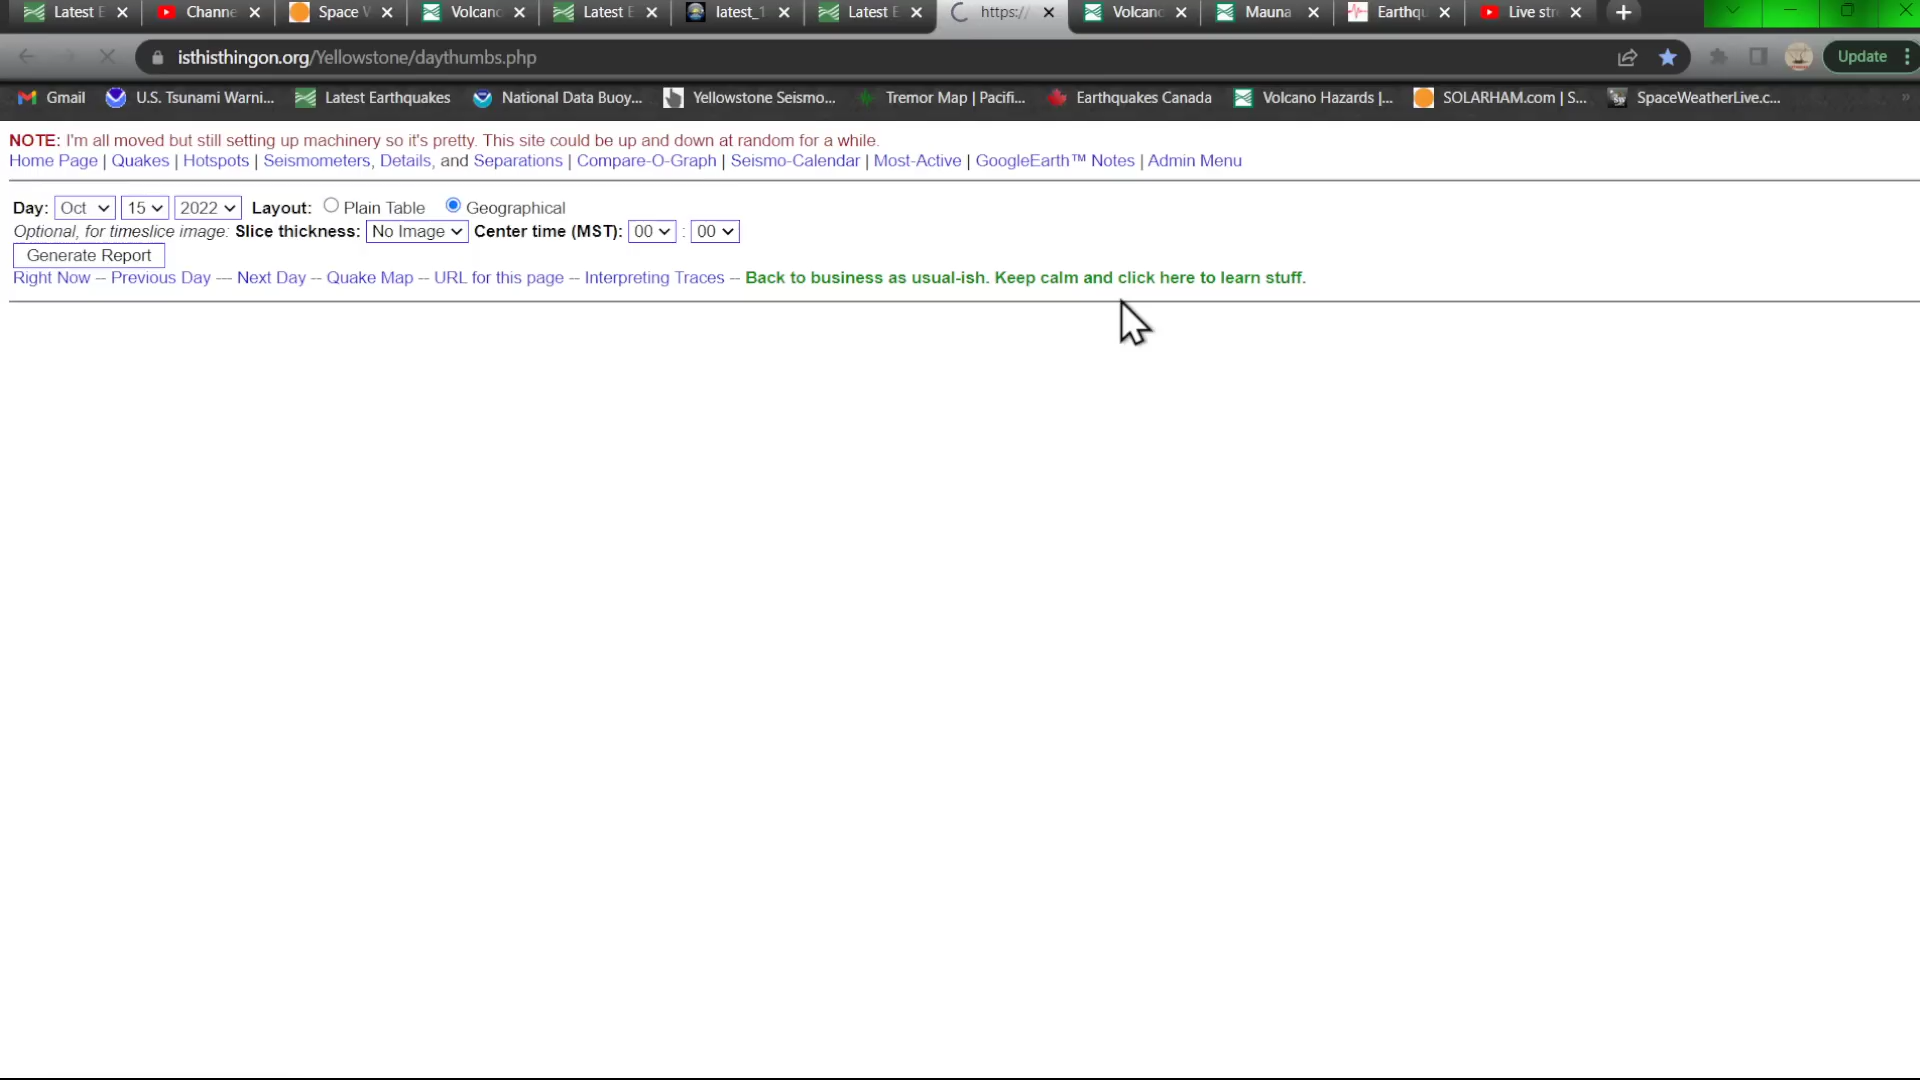 Latest E
Channe
Space V
Volcano
Latest E
latest_1
Latest E
https://
Volcano
Mauna
Earthqu
Live stre
isthisthingon.org/Yellowstone/daythumbs.php
Update
Gmail
U.S. Tsunami Warni...
Latest Earthquakes
National Data Buoy...
Yellowstone Seismo...
Tremor Map | Pacifi...
Earthquakes Canada
Volcano Hazards |...
SOLARHAM.com | S...
SpaceWeatherLive.c...
NOTE: I'm all moved but still setting up machinery so it's pretty. This site could be up and down at random for a while.
Home Page | Quakes | Hotspots | Seismometers, Details, and Separations | Compare-O-Graph | Seismo-Calendar | Most-Active | GoogleEarth™ Notes | Admin Menu
Day: Oct 15 2022 Layout: Plain Table Geographical
Optional, for timeslice image: Slice thickness: No Image Center time (MST): 00 : 00
Generate Report
Right Now -- Previous Day --- Next Day -- Quake Map -- URL for this page -- Interpreting Traces -- Back to business as usual-ish. Keep calm and click here to learn stuff.